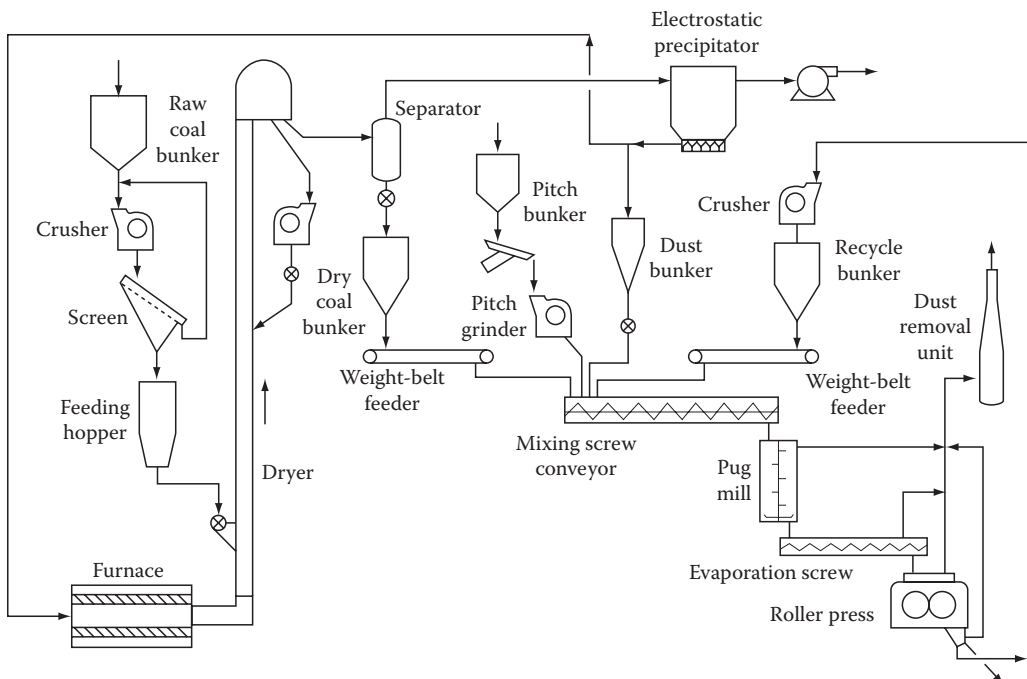 Electrostatic
precipitator
Raw
coal
bunker
Separator
Pitch
bunker
Crusher
Crusher
Dust
bunker
Recycle
bunker
Dry
coal
bunker
Screen
Pitch
grinder
Dust
removal
unit
Weight-belt
feeder
Weight-belt
feeder
Feeding
hopper
Mixing screw
conveyor
Dryer
Pug
mill
Furnace
Evaporation screw
Roller press